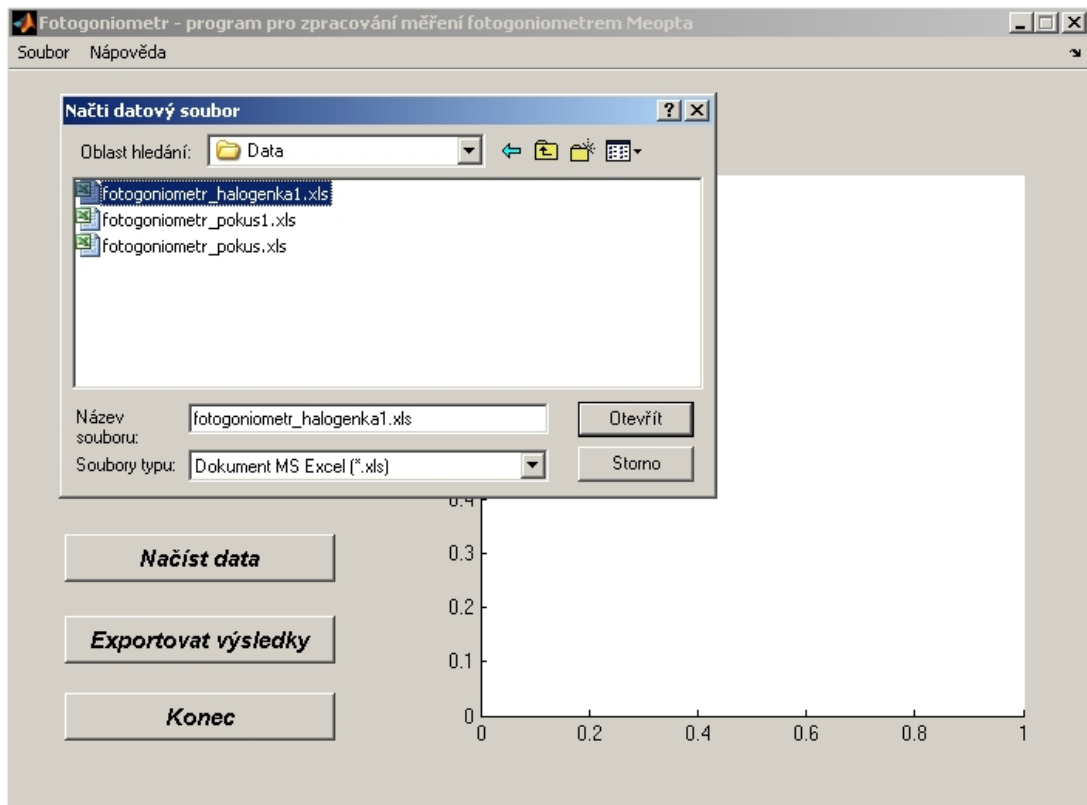 Fotogoniometr - program pro zpracování měření fotogoniometrem Meopta
Soubor Nápověda
Načti datový soubor
Oblast hledání: Data
fotogoniometr_halogenka1.xls
fotogoniometr_pokus1.xls
fotogoniometr_pokus.xls
Název souboru: fotogoniometr_halogenka1.xls Otevřít
Soubory typu: Dokument MS Excel (*.xls) Storno
0.4
Načíst data
0.3
0.2
Exportovat výsledky
0.1
Konec
0
0 0.2 0.4 0.6 0.8 1